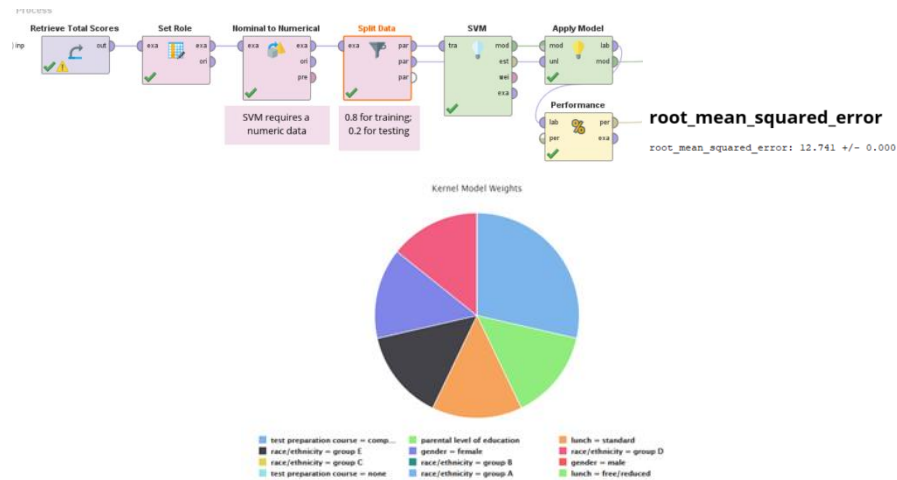 Process
Retrieve Total Scores
Set Role
Nominal to Numerical
Split Data
SVM
Apply Model
inp
out
exa
exa
ori
exa
exa
ori
pre
exa
par
par
par
tra
mod
est
wei
exa
mod
unl
lab
mod
SVM requires a
numeric data
0.8 for training;
0.2 for testing
Performance
lab
per
per
exa
root_mean_squared_error
root_mean_squared_error: 12.741 +/- 0.000
Kernel Model Weights
test preparation course = comp...
parental level of education
lunch = standard
race/ethnicity = group E
gender = female
race/ethnicity = group D
race/ethnicity = group C
race/ethnicity = group B
gender = male
test preparation course = none
race/ethnicity = group A
lunch = free/reduced